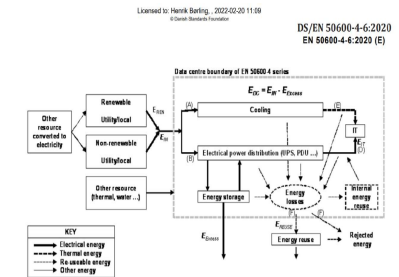 Licensed to: Henrik Børling, , 2022-02-20 11:09
© Danish Standards Foundation
DS/EN 50600-4-6:2020
EN 50600-4-6:2020 (E)
Data centre boundary of EN 50600-4 series
E_DC = E_IN - E_Excess
Renewable
Utility/local
E_REN
(A)
Cooling
(E)
Other
resource
converted to
electricity
E_IN
IT
Non-renewable
Utility/local
E_IT
(D)
(B)
Electrical power distribution (UPS, PDU ...)
Other resource
(thermal, water ...)
Energy storage
Energy
losses
Internal
energy
reuse
(F)
(F)
E_Excess
E_REUSE
Energy reuse
Rejected
energy
KEY
Electrical energy
Thermal energy
Re-useable energy
Other energy